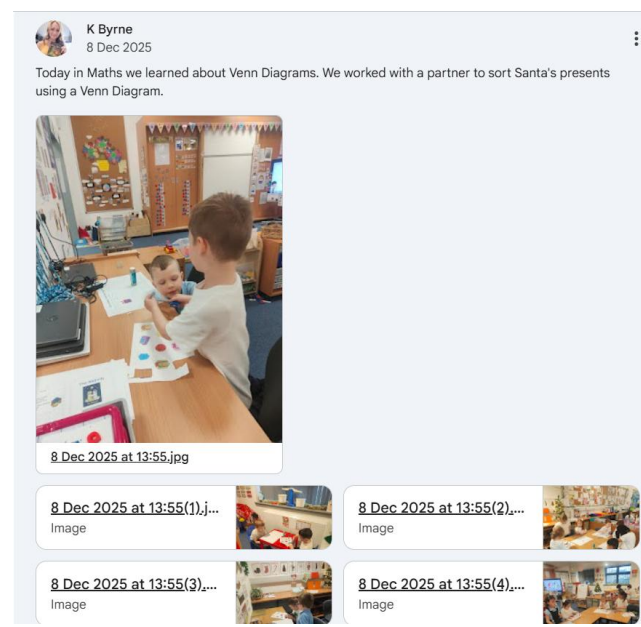 K Byrne
8 Dec 2025
Today in Maths we learned about Venn Diagrams. We worked with a partner to sort Santa's presents
using a Venn Diagram.
8 Dec 2025 at 13:55.jpg
8 Dec 2025 at 13:55(1).j...
Image
8 Dec 2025 at 13:55(2)....
Image
8 Dec 2025 at 13:55(3)....
Image
8 Dec 2025 at 13:55(4)....
Image